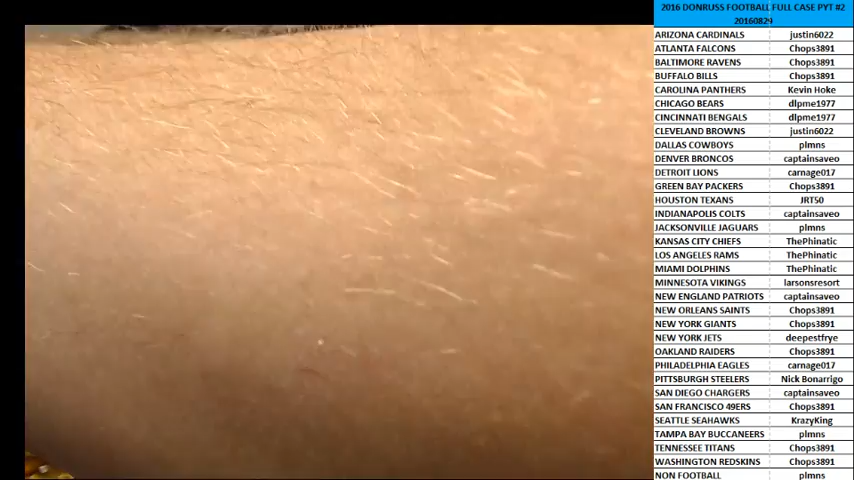 2016 DONRUSS FOOTBALL FULL CASE PYT #2
20160829
ARIZONA CARDINALS justin6022
ATLANTA FALCONS Chops3891
BALTIMORE RAVENS Chops3891
BUFFALO BILLS Chops3891
CAROLINA PANTHERS Kevin Hoke
CHICAGO BEARS dlpme1977
CINCINNATI BENGALS dlpme1977
CLEVELAND BROWNS justin6022
DALLAS COWBOYS plmns
DENVER BRONCOS captainsaveo
DETROIT LIONS carnage017
GREEN BAY PACKERS Chops3891
HOUSTON TEXANS JRT50
INDIANAPOLIS COLTS captainsaveo
JACKSONVILLE JAGUARS plmns
KANSAS CITY CHIEFS ThePhinatic
LOS ANGELES RAMS ThePhinatic
MIAMI DOLPHINS ThePhinatic
MINNESOTA VIKINGS larsonsresort
NEW ENGLAND PATRIOTS captainsaveo
NEW ORLEANS SAINTS Chops3891
NEW YORK GIANTS Chops3891
NEW YORK JETS deepestfrye
OAKLAND RAIDERS Chops3891
PHILADELPHIA EAGLES carnage017
PITTSBURGH STEELERS Nick Bonarrigo
SAN DIEGO CHARGERS captainsaveo
SAN FRANCISCO 49ERS Chops3891
SEATTLE SEAHAWKS KrazyKing
TAMPA BAY BUCCANEERS plmns
TENNESSEE TITANS Chops3891
WASHINGTON REDSKINS Chops3891
NON FOOTBALL plmns